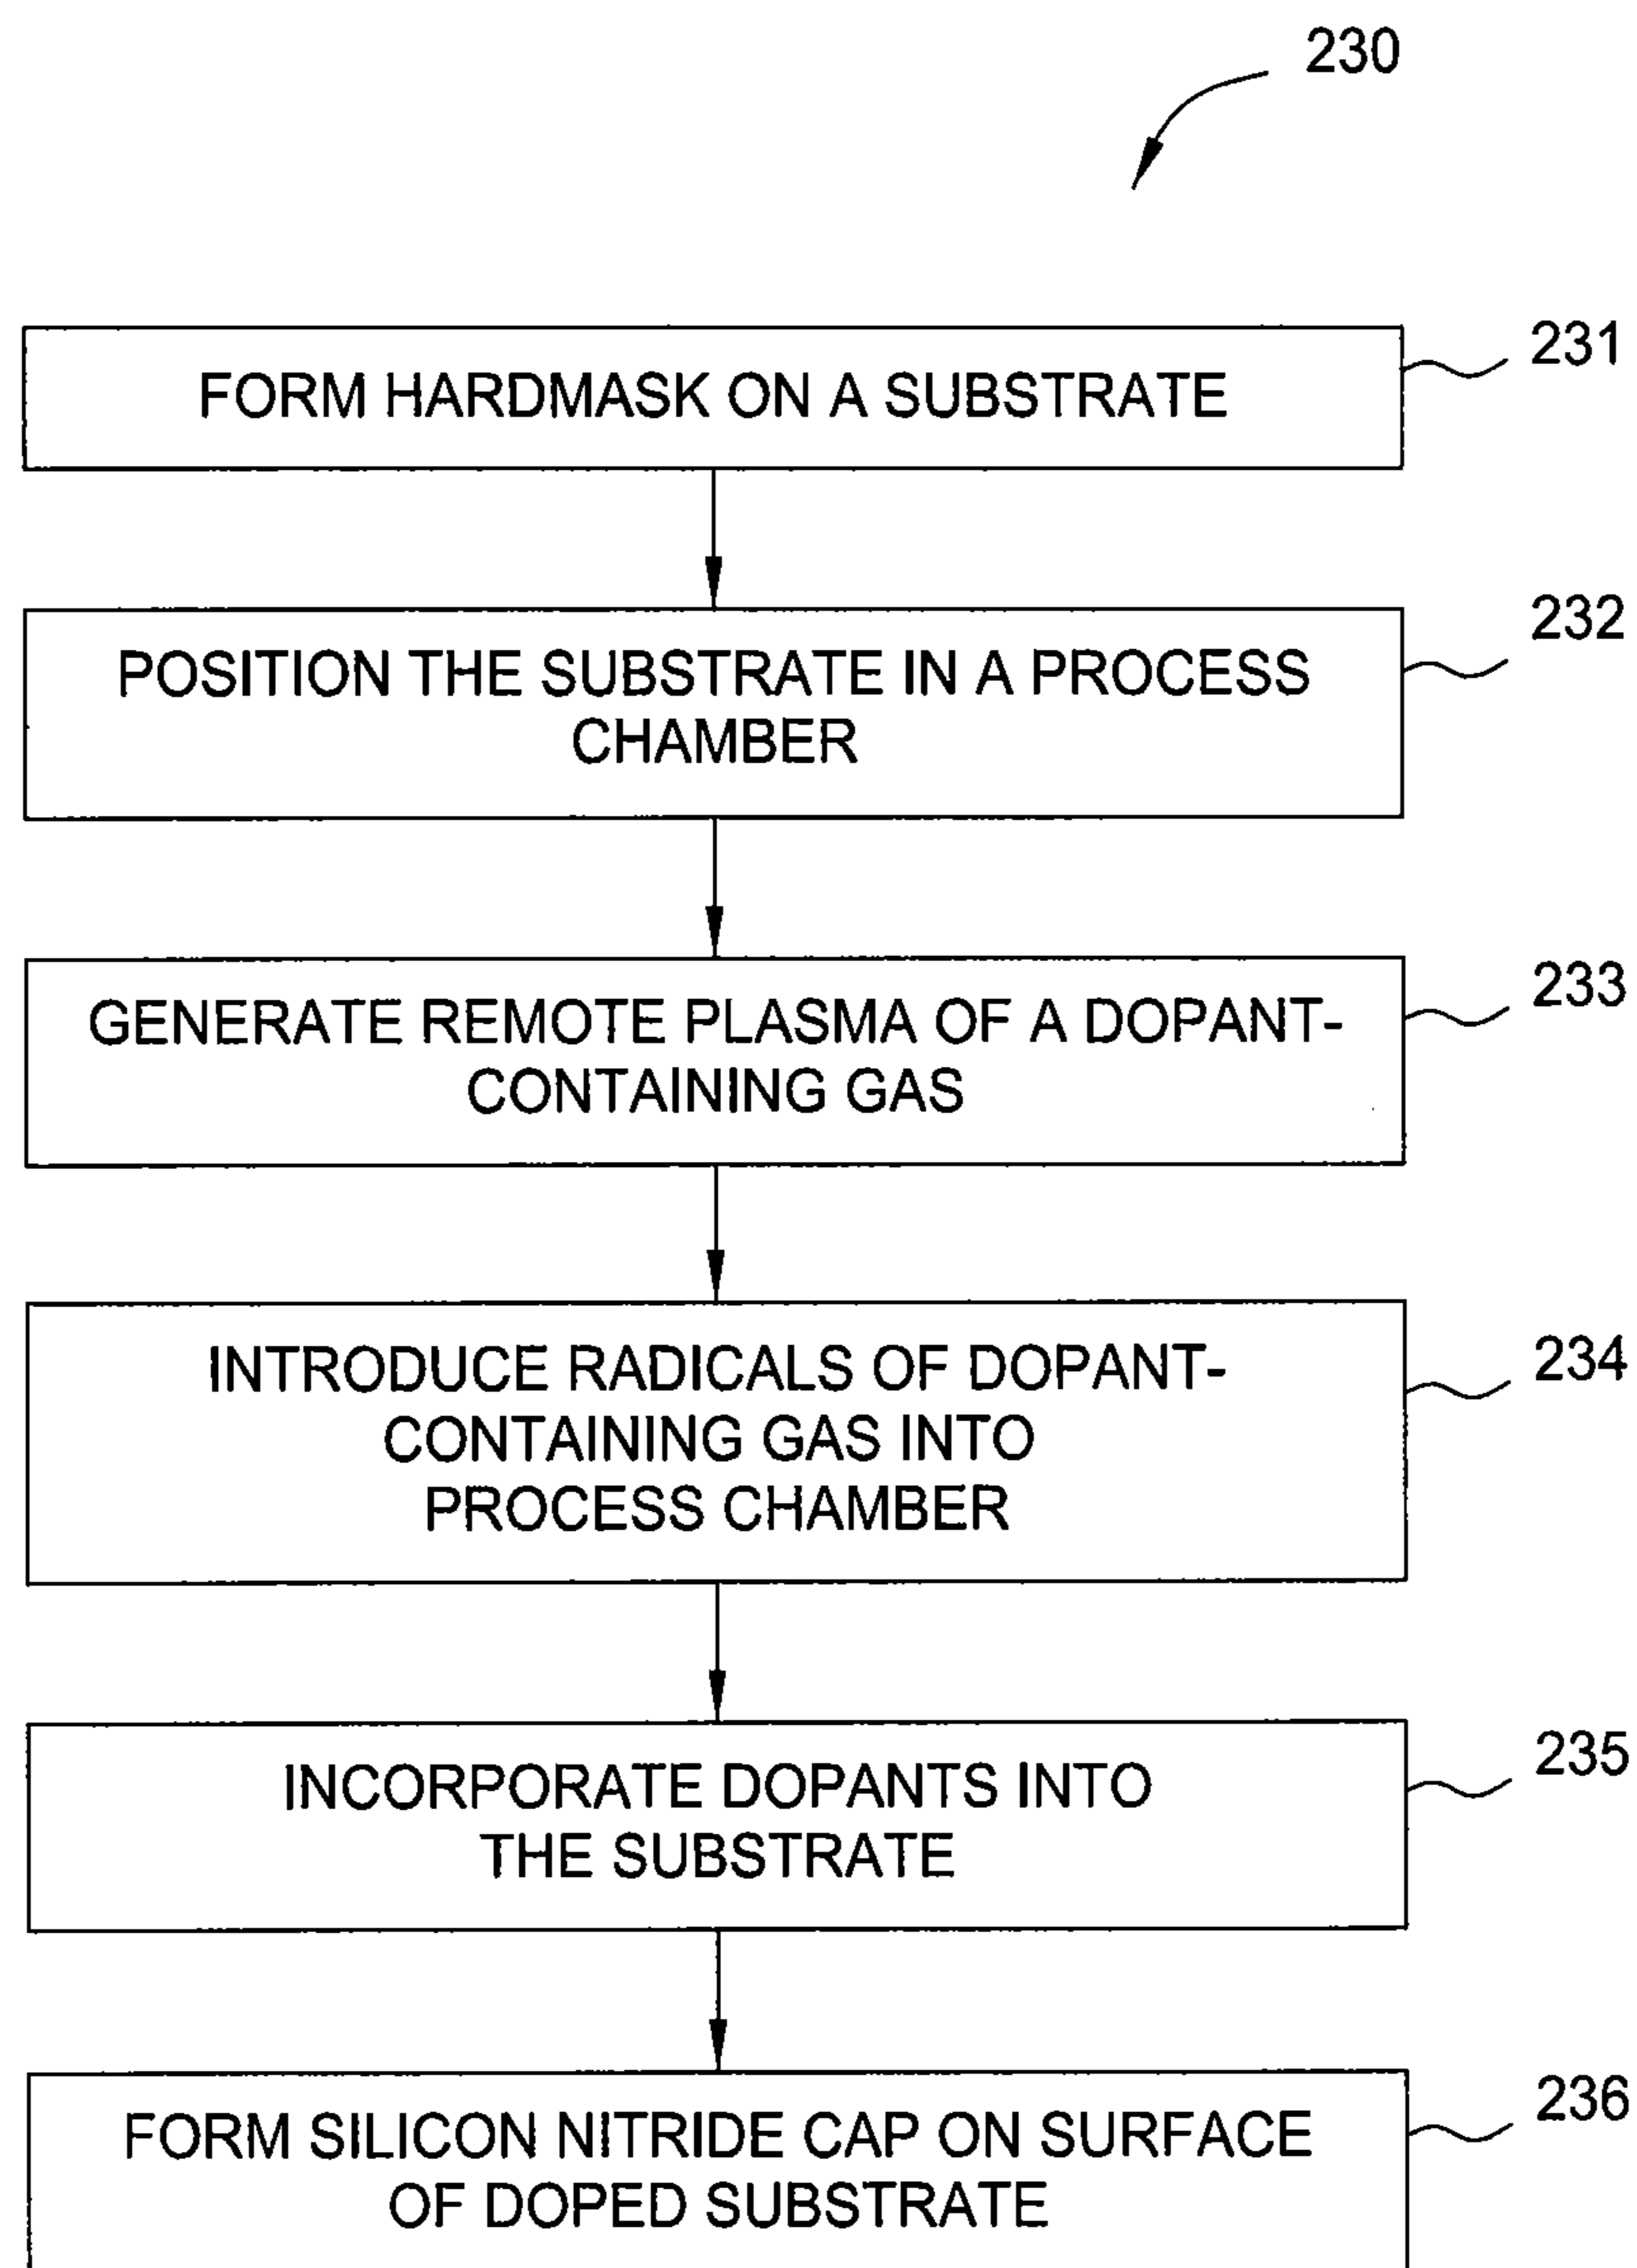 230
231
FORM HARDMASK ON A SUBSTRATE
232
POSITION THE SUBSTRATE IN A PROCESS
CHAMBER
233
GENERATE REMOTE PLASMA OF A DOPANT-
CONTAINING GAS
234
INTRODUCE RADICALS OF DOPANT-
CONTAINING GAS INTO
PROCESS CHAMBER
235
INCORPORATE DOPANTS INTO
THE SUBSTRATE
236
FORM SILICON NITRIDE CAP ON SURFACE
OF DOPED SUBSTRATE